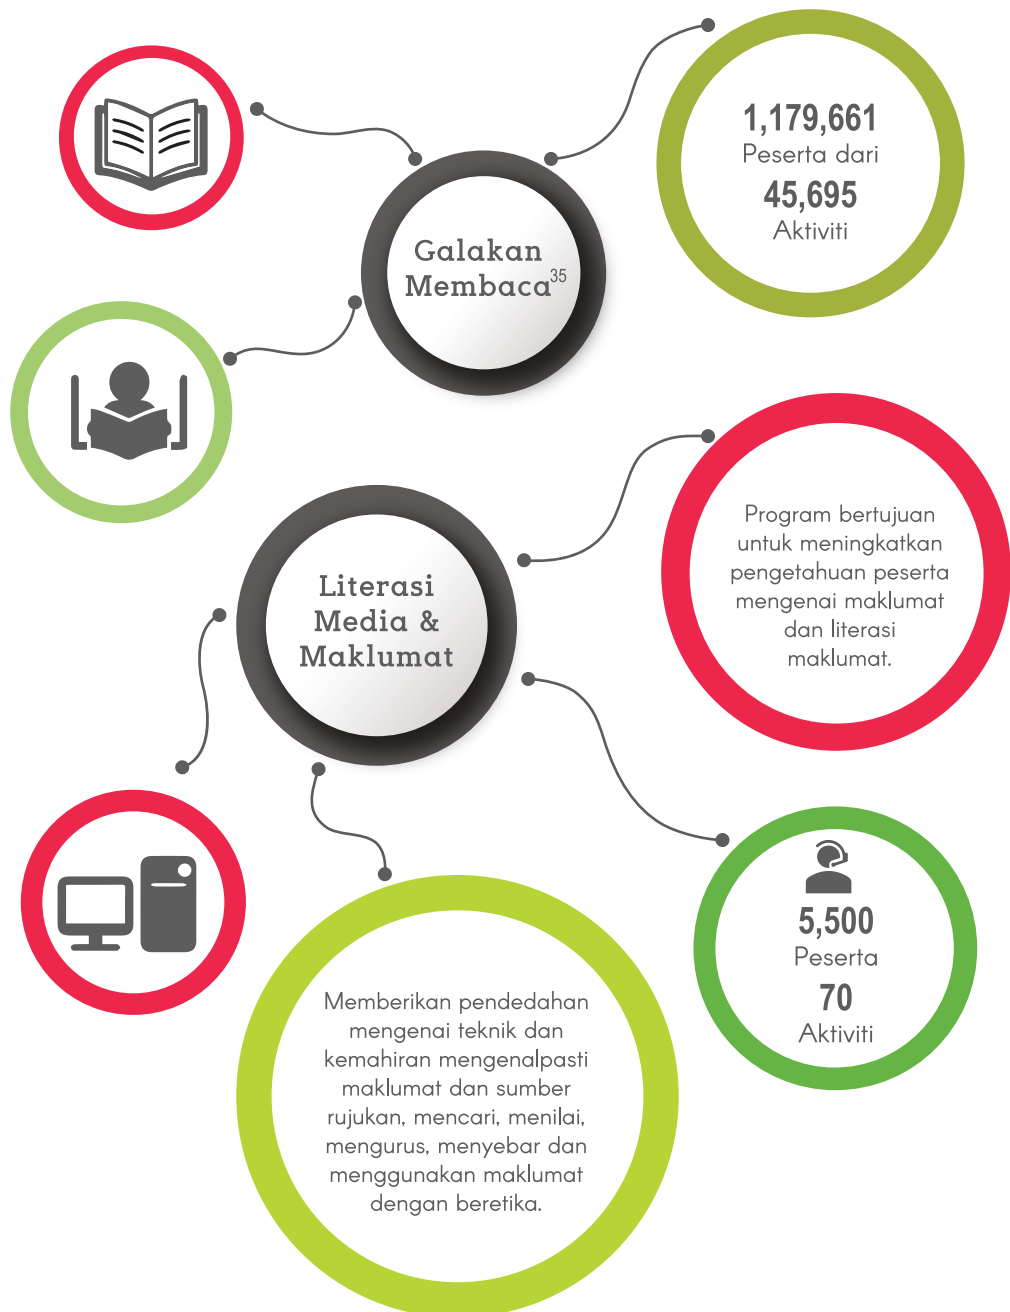 Galakan
Membaca35
1,179,661
Peserta dari
45,695
Aktiviti
Literasi
Media &
Maklumat
Program bertujuan
untuk meningkatkan
pengetahuan peserta
mengenai maklumat
dan literasi
maklumat.
5,500
Peserta
70
Aktiviti
Memberikan pendedahan
mengenai teknik dan
kemahiran mengenalpasti
maklumat dan sumber
rujukan, mencari, menilai,
mengurus, menyebar dan
menggunakan maklumat
dengan beretika.